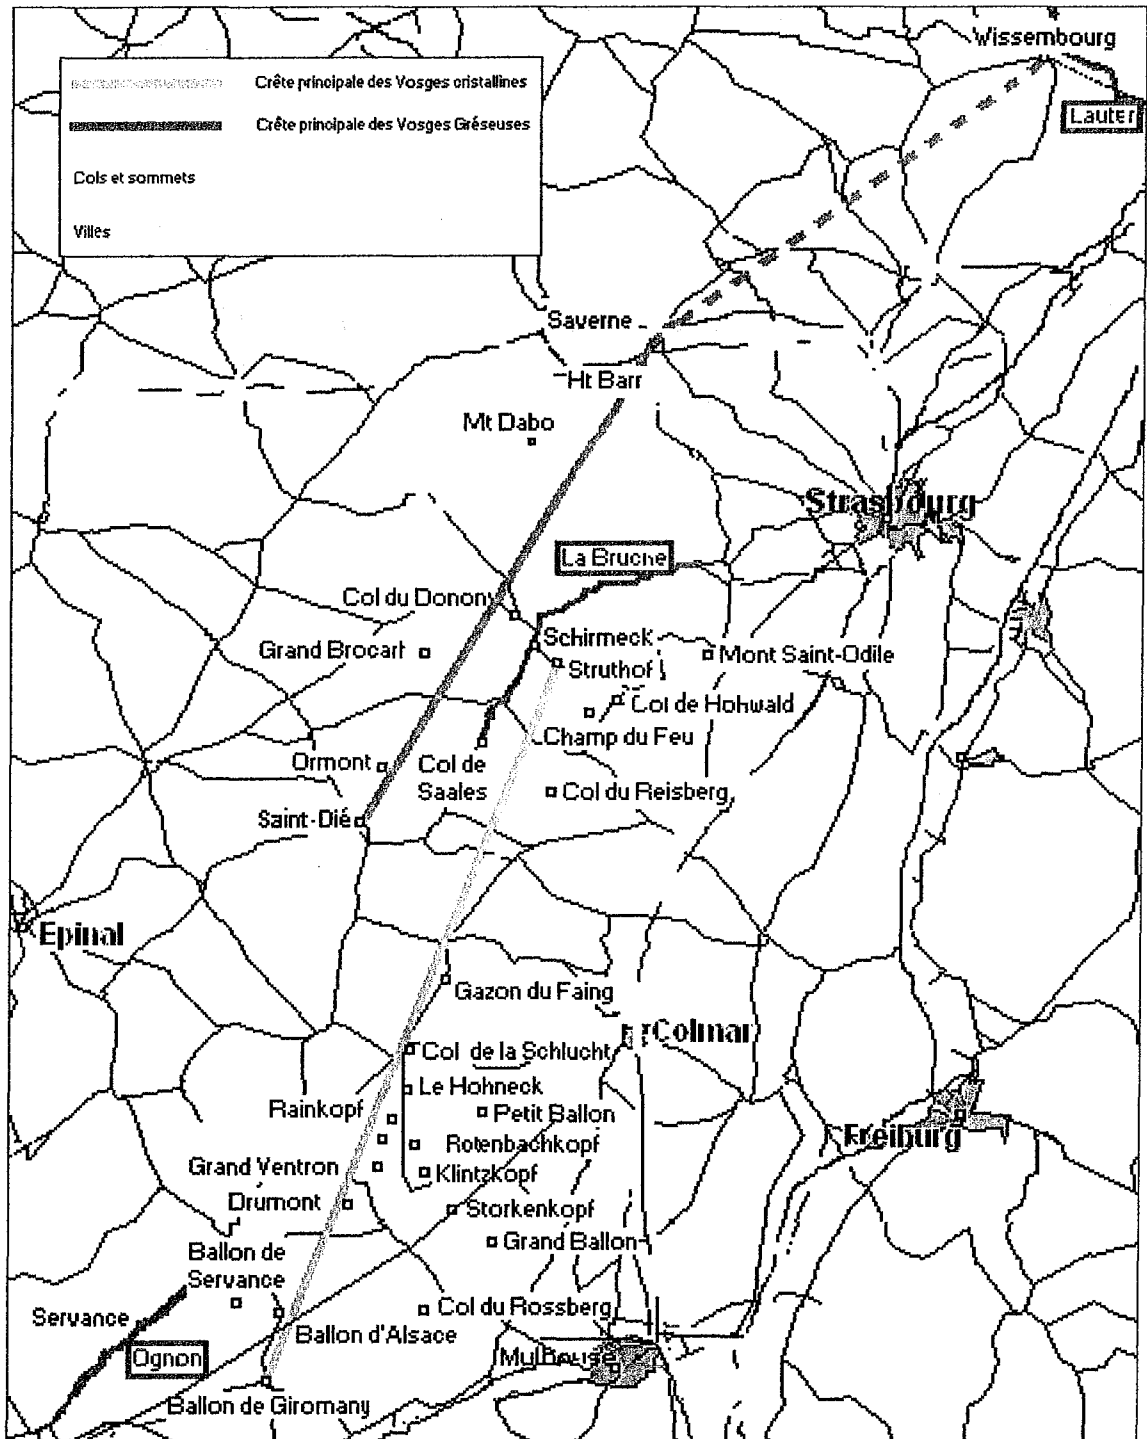 Wissembourg
Crête principale des Vosges cristallines
Lauter
Crête principale des Vosges Gréseuses
Cols et sommets
Villes
Saverne
Ht Barr
Mt Dabo
Strasbourg
La Bruche
Col du Donony
Schirmeck
Grand Brocart
Struthof
Mont Saint-Odile
Col de Hohwald
Champ du Feu
Ormont
Col de
Saales
Col du Reisberg
Saint-Dié
Epinal
Gazon du Faing
Colmar
Col de la Schlucht
Le Hohneck
Rainkopf
Petit Ballon
Freiburg
Rotenbachkopf
Grand Ventron
Klintzkopf
Drumont
Storkenkopf
Grand Ballon
Ballon de
Servance
Col du Rossberg
Servance
Ballon d'Alsace
Ognon
Mulhouse
Ballon de Giromany